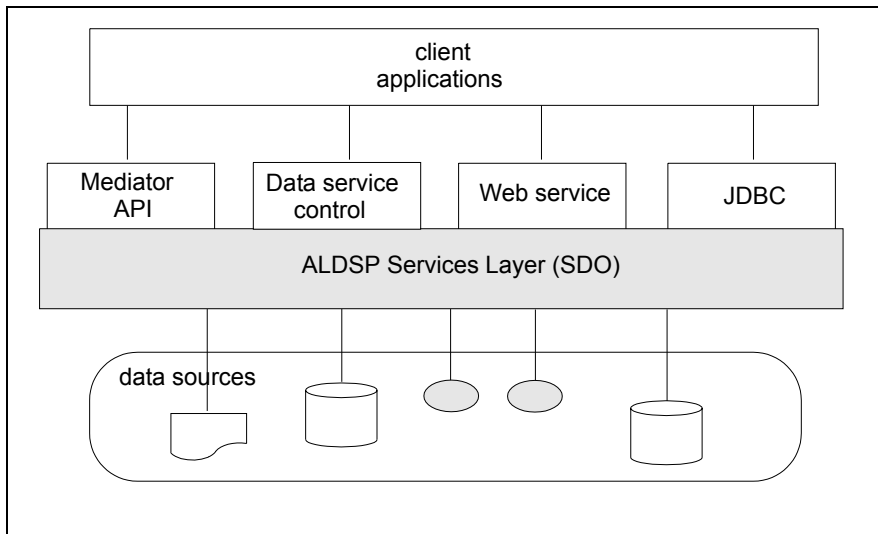 client
applications
Mediator
API
Data service
control
Web service
JDBC
ALDSP Services Layer (SDO)
data sources